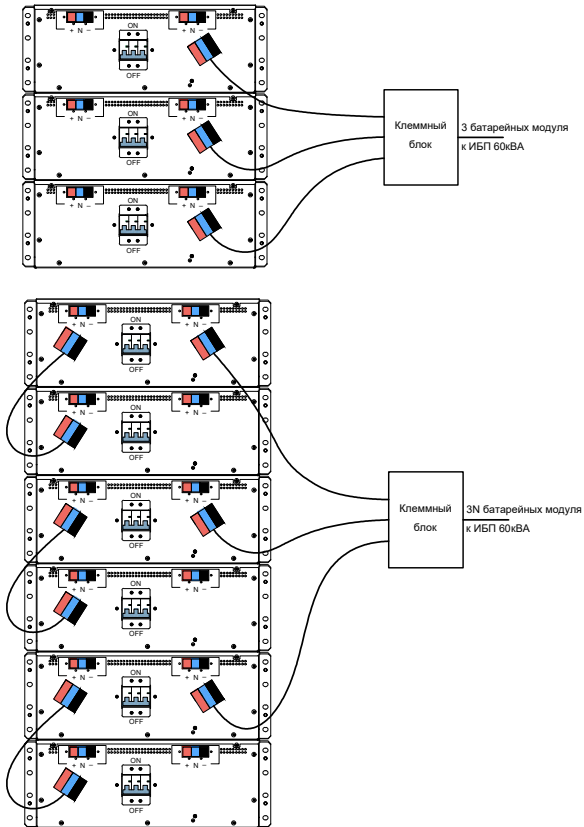 ON
+ N – + N –
OFF
ON
+ N – + N –
OFF
ON
+ N – + N –
OFF
Клеммный
блок
3 батарейных модуля
к ИБП 60кВА
ON
+ N – + N –
OFF
ON
+ N – + N –
OFF
ON
+ N – + N –
OFF
ON
+ N – + N –
OFF
ON
+ N – + N –
OFF
ON
+ N – + N –
OFF
Клеммный
блок
3N батарейных модуля
к ИБП 60кВА